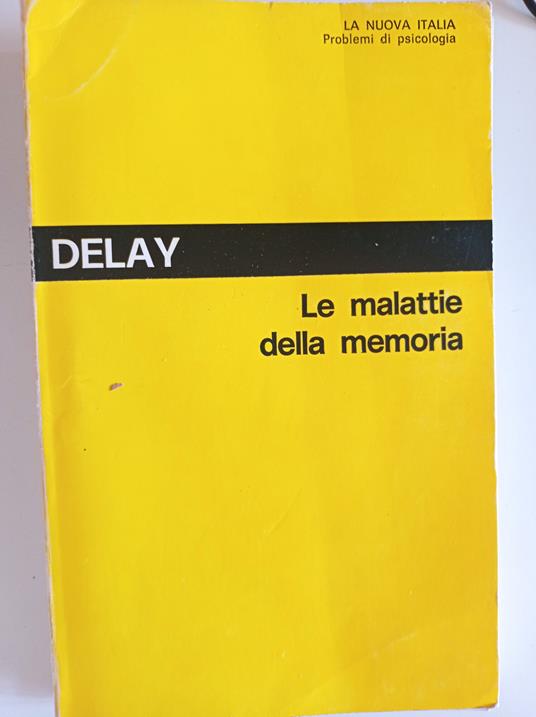 LA NUOVA ITALIA
Problemi di psicologia
DELAY
Le malattie
della memoria